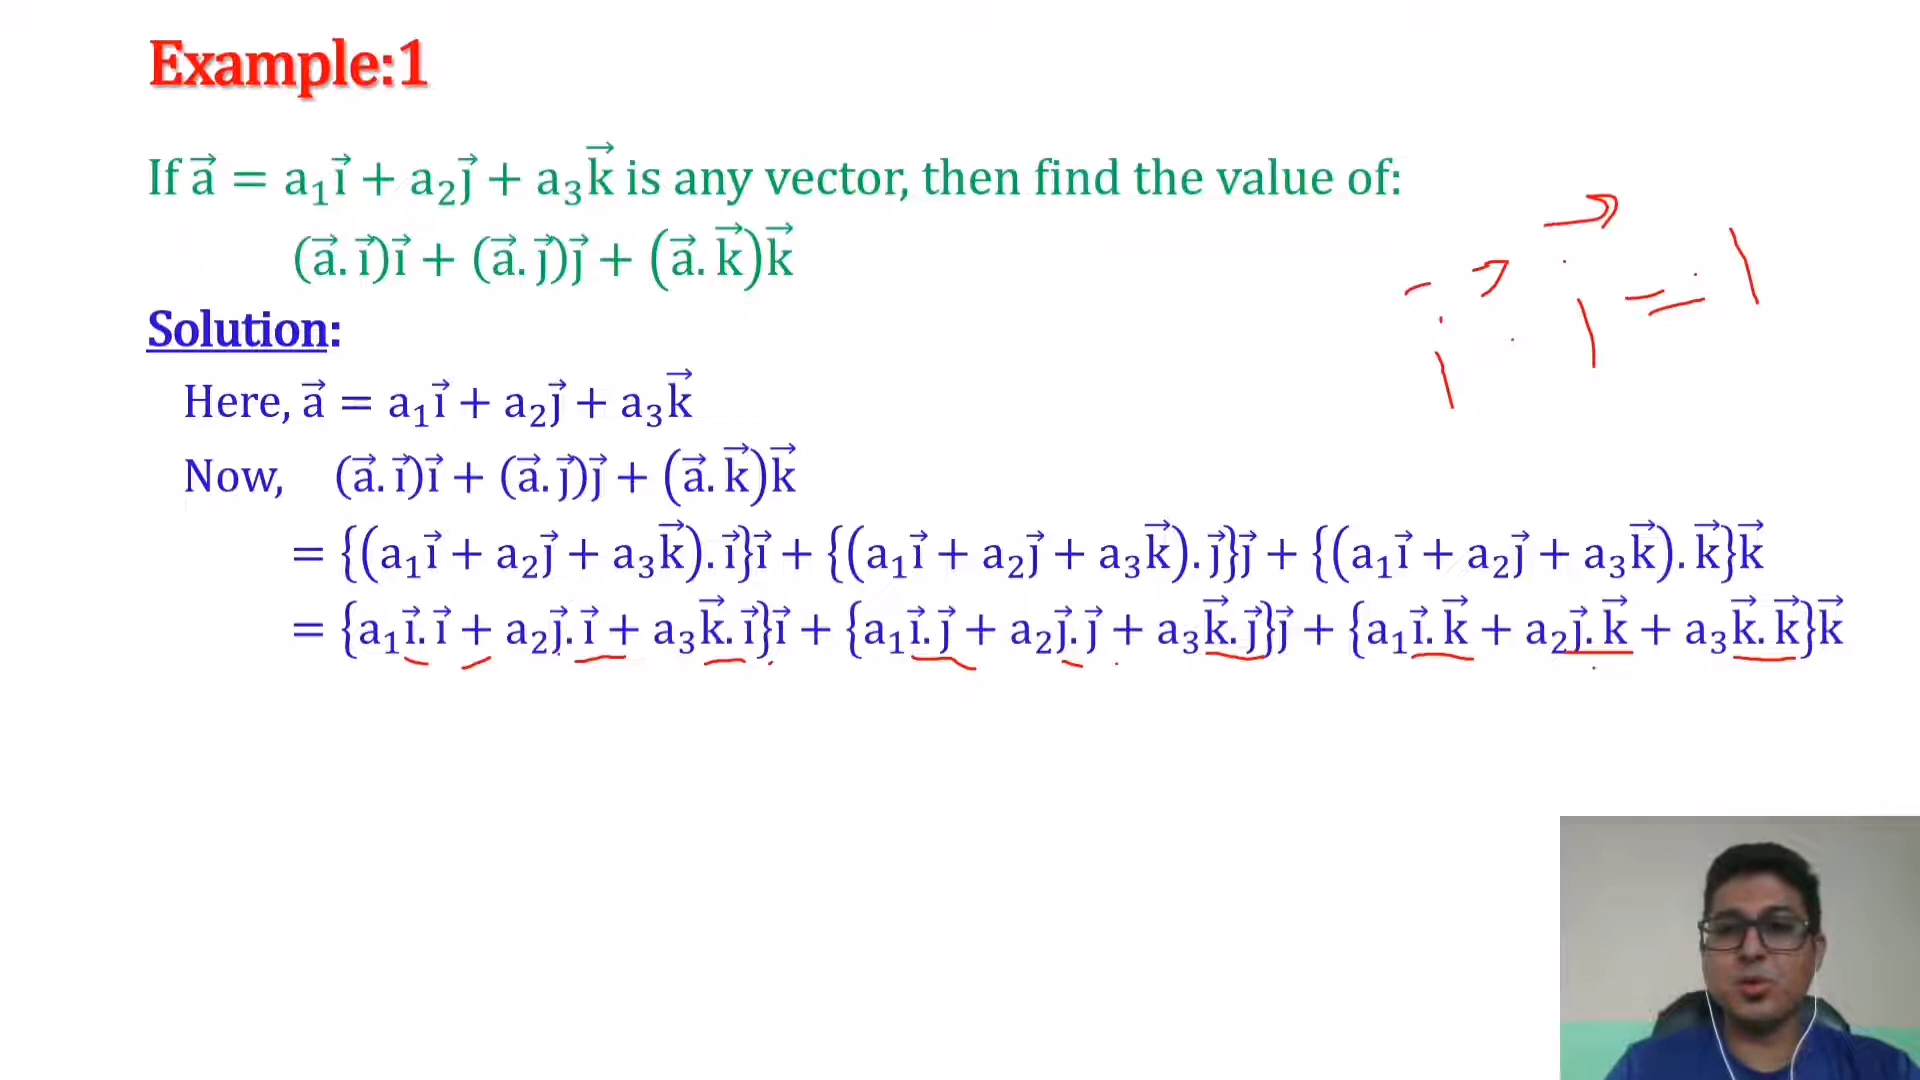 Example:1
If a⃗ = a₁i⃗ + a₂j⃗ + a₃k⃗ is any vector, then find the value of:
(a⃗. i⃗)i⃗ + (a⃗. j⃗)j⃗ + (a⃗. k⃗)k⃗
i⃗ . i⃗ = 1
Solution:
Here, a⃗ = a₁i⃗ + a₂j⃗ + a₃k⃗
Now, (a⃗. i⃗)i⃗ + (a⃗. j⃗)j⃗ + (a⃗. k⃗)k⃗
= {(a₁i⃗ + a₂j⃗ + a₃k⃗). i⃗}i⃗ + {(a₁i⃗ + a₂j⃗ + a₃k⃗). j⃗}j⃗ + {(a₁i⃗ + a₂j⃗ + a₃k⃗). k⃗}k⃗
= {a₁i⃗. i⃗ + a₂j⃗. i⃗ + a₃k⃗. i⃗}i⃗ + {a₁i⃗. j⃗ + a₂j⃗. j⃗ + a₃k⃗. j⃗}j⃗ + {a₁i⃗. k⃗ + a₂j⃗. k⃗ + a₃k⃗. k⃗}k⃗